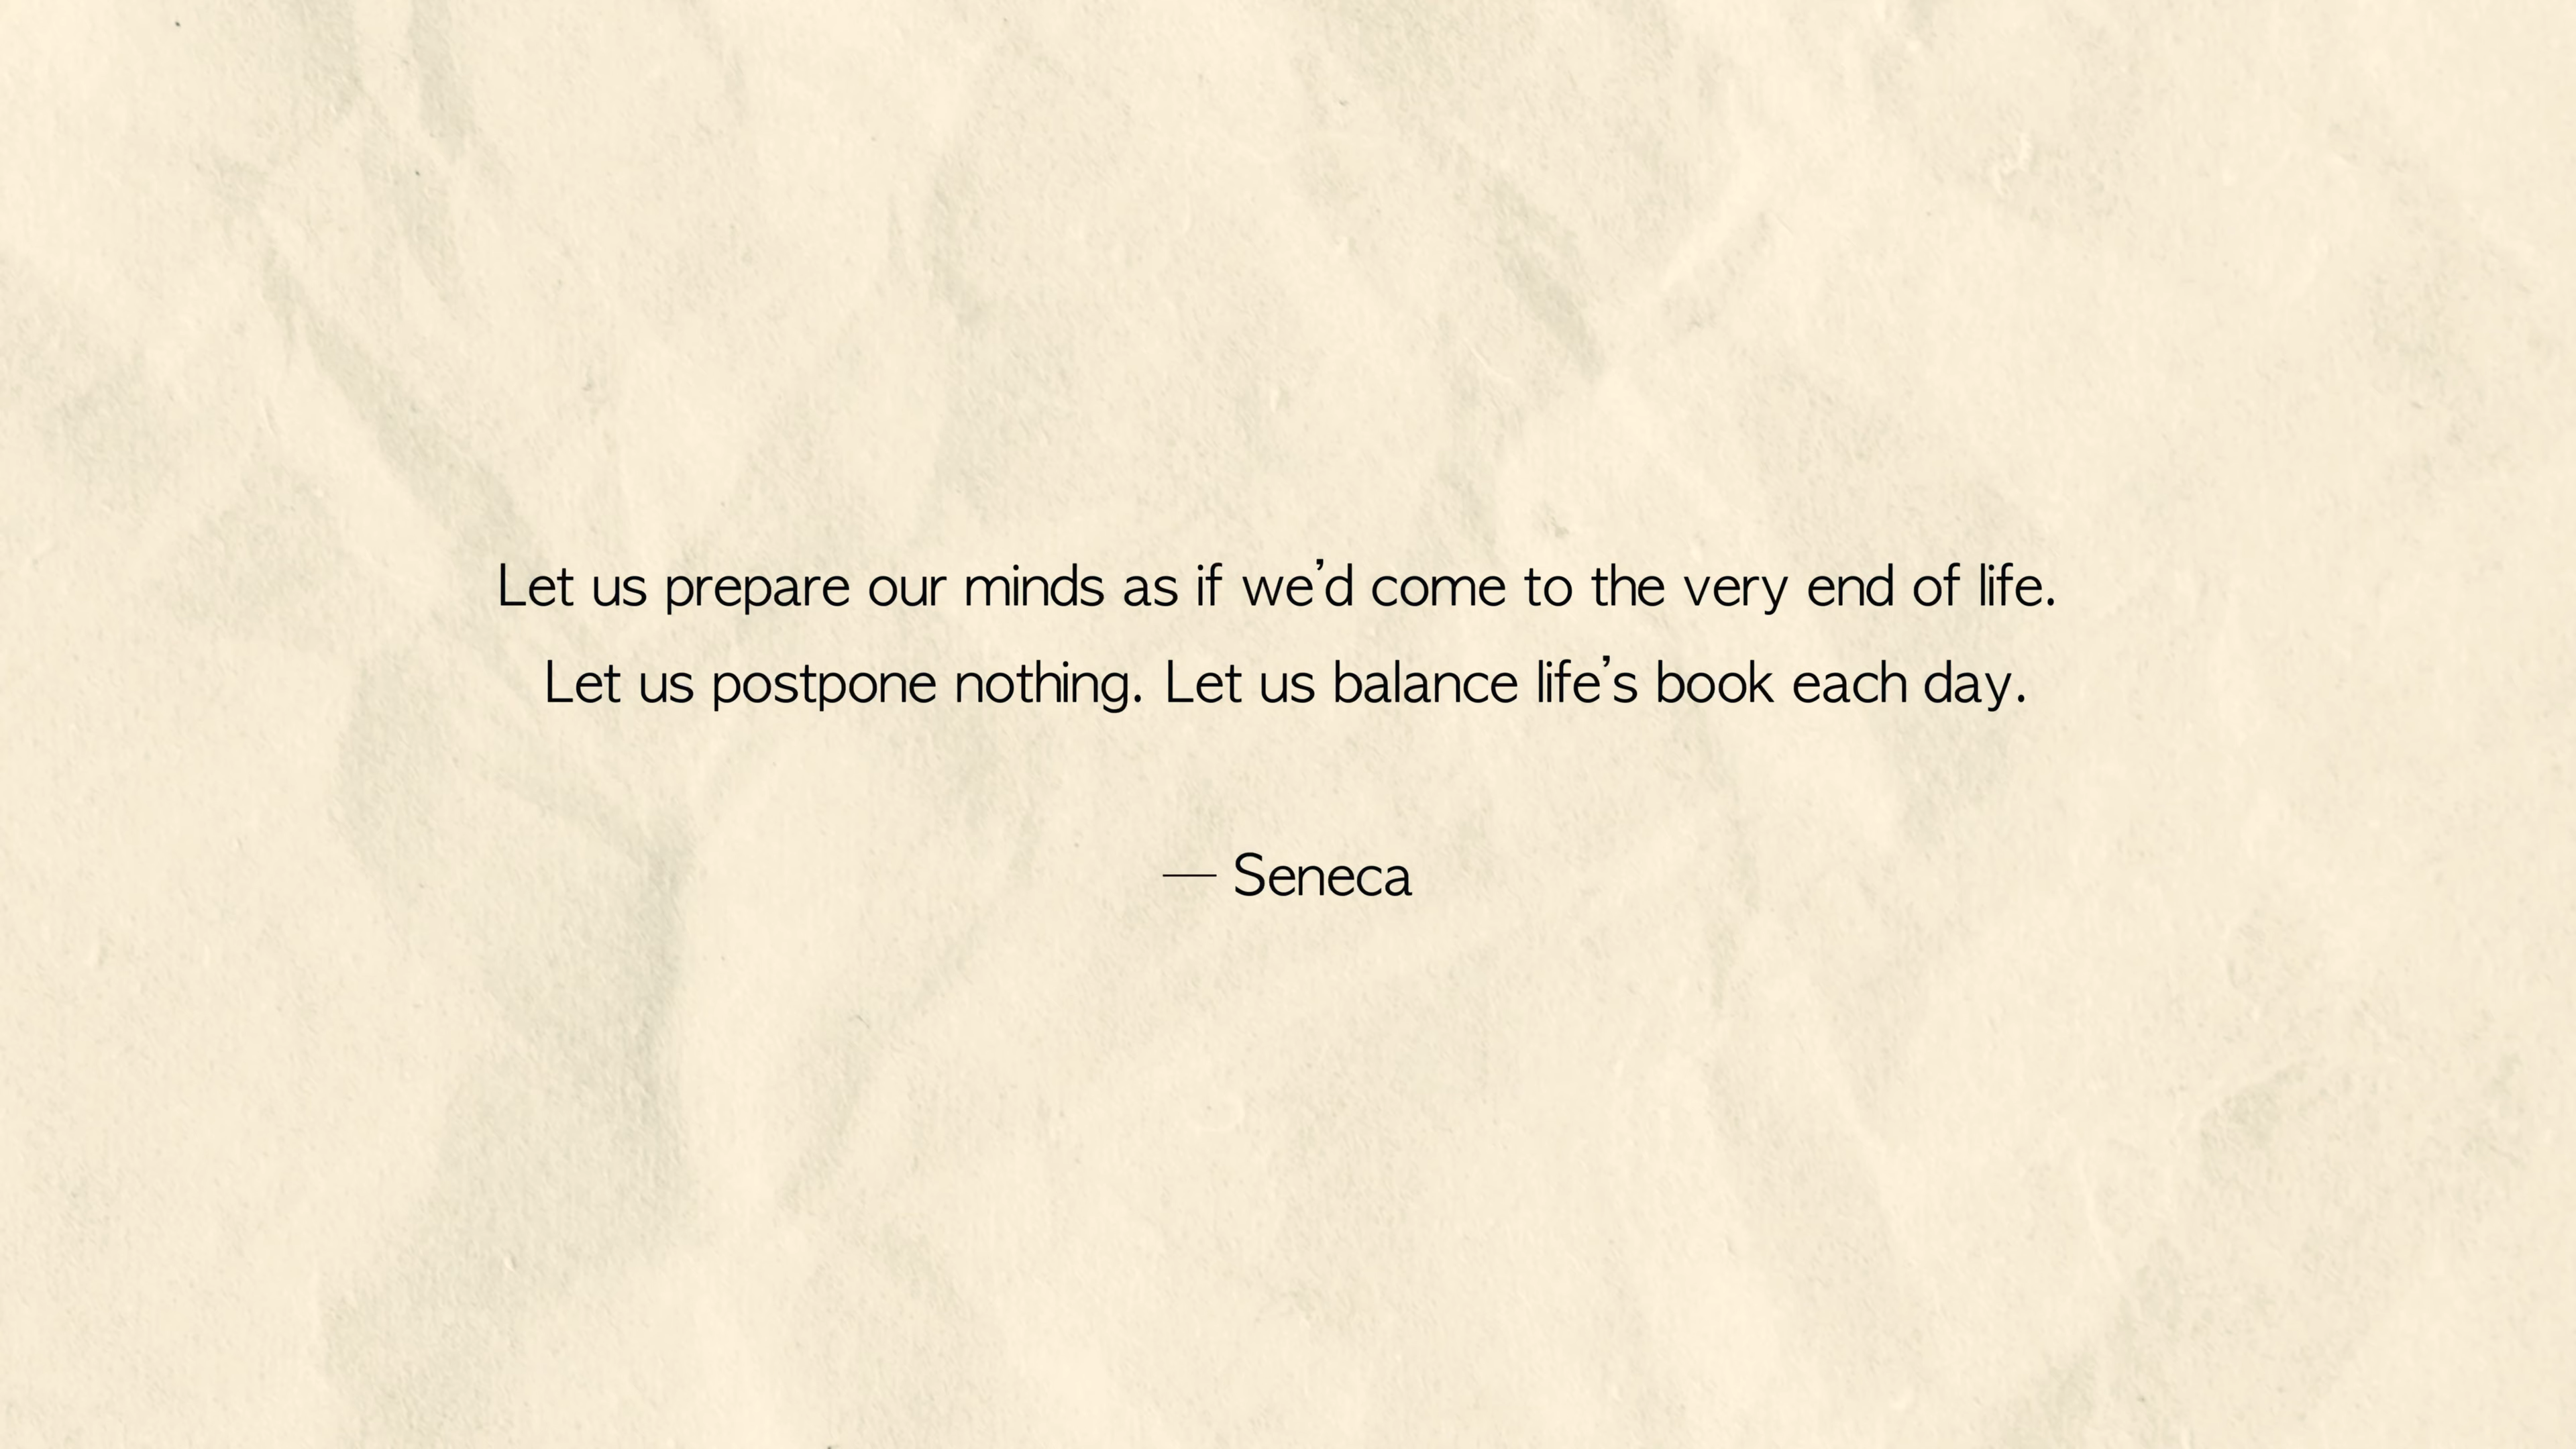 Let us prepare our minds as if we’d come to the very end of life.
Let us postpone nothing. Let us balance life’s book each day.
— Seneca